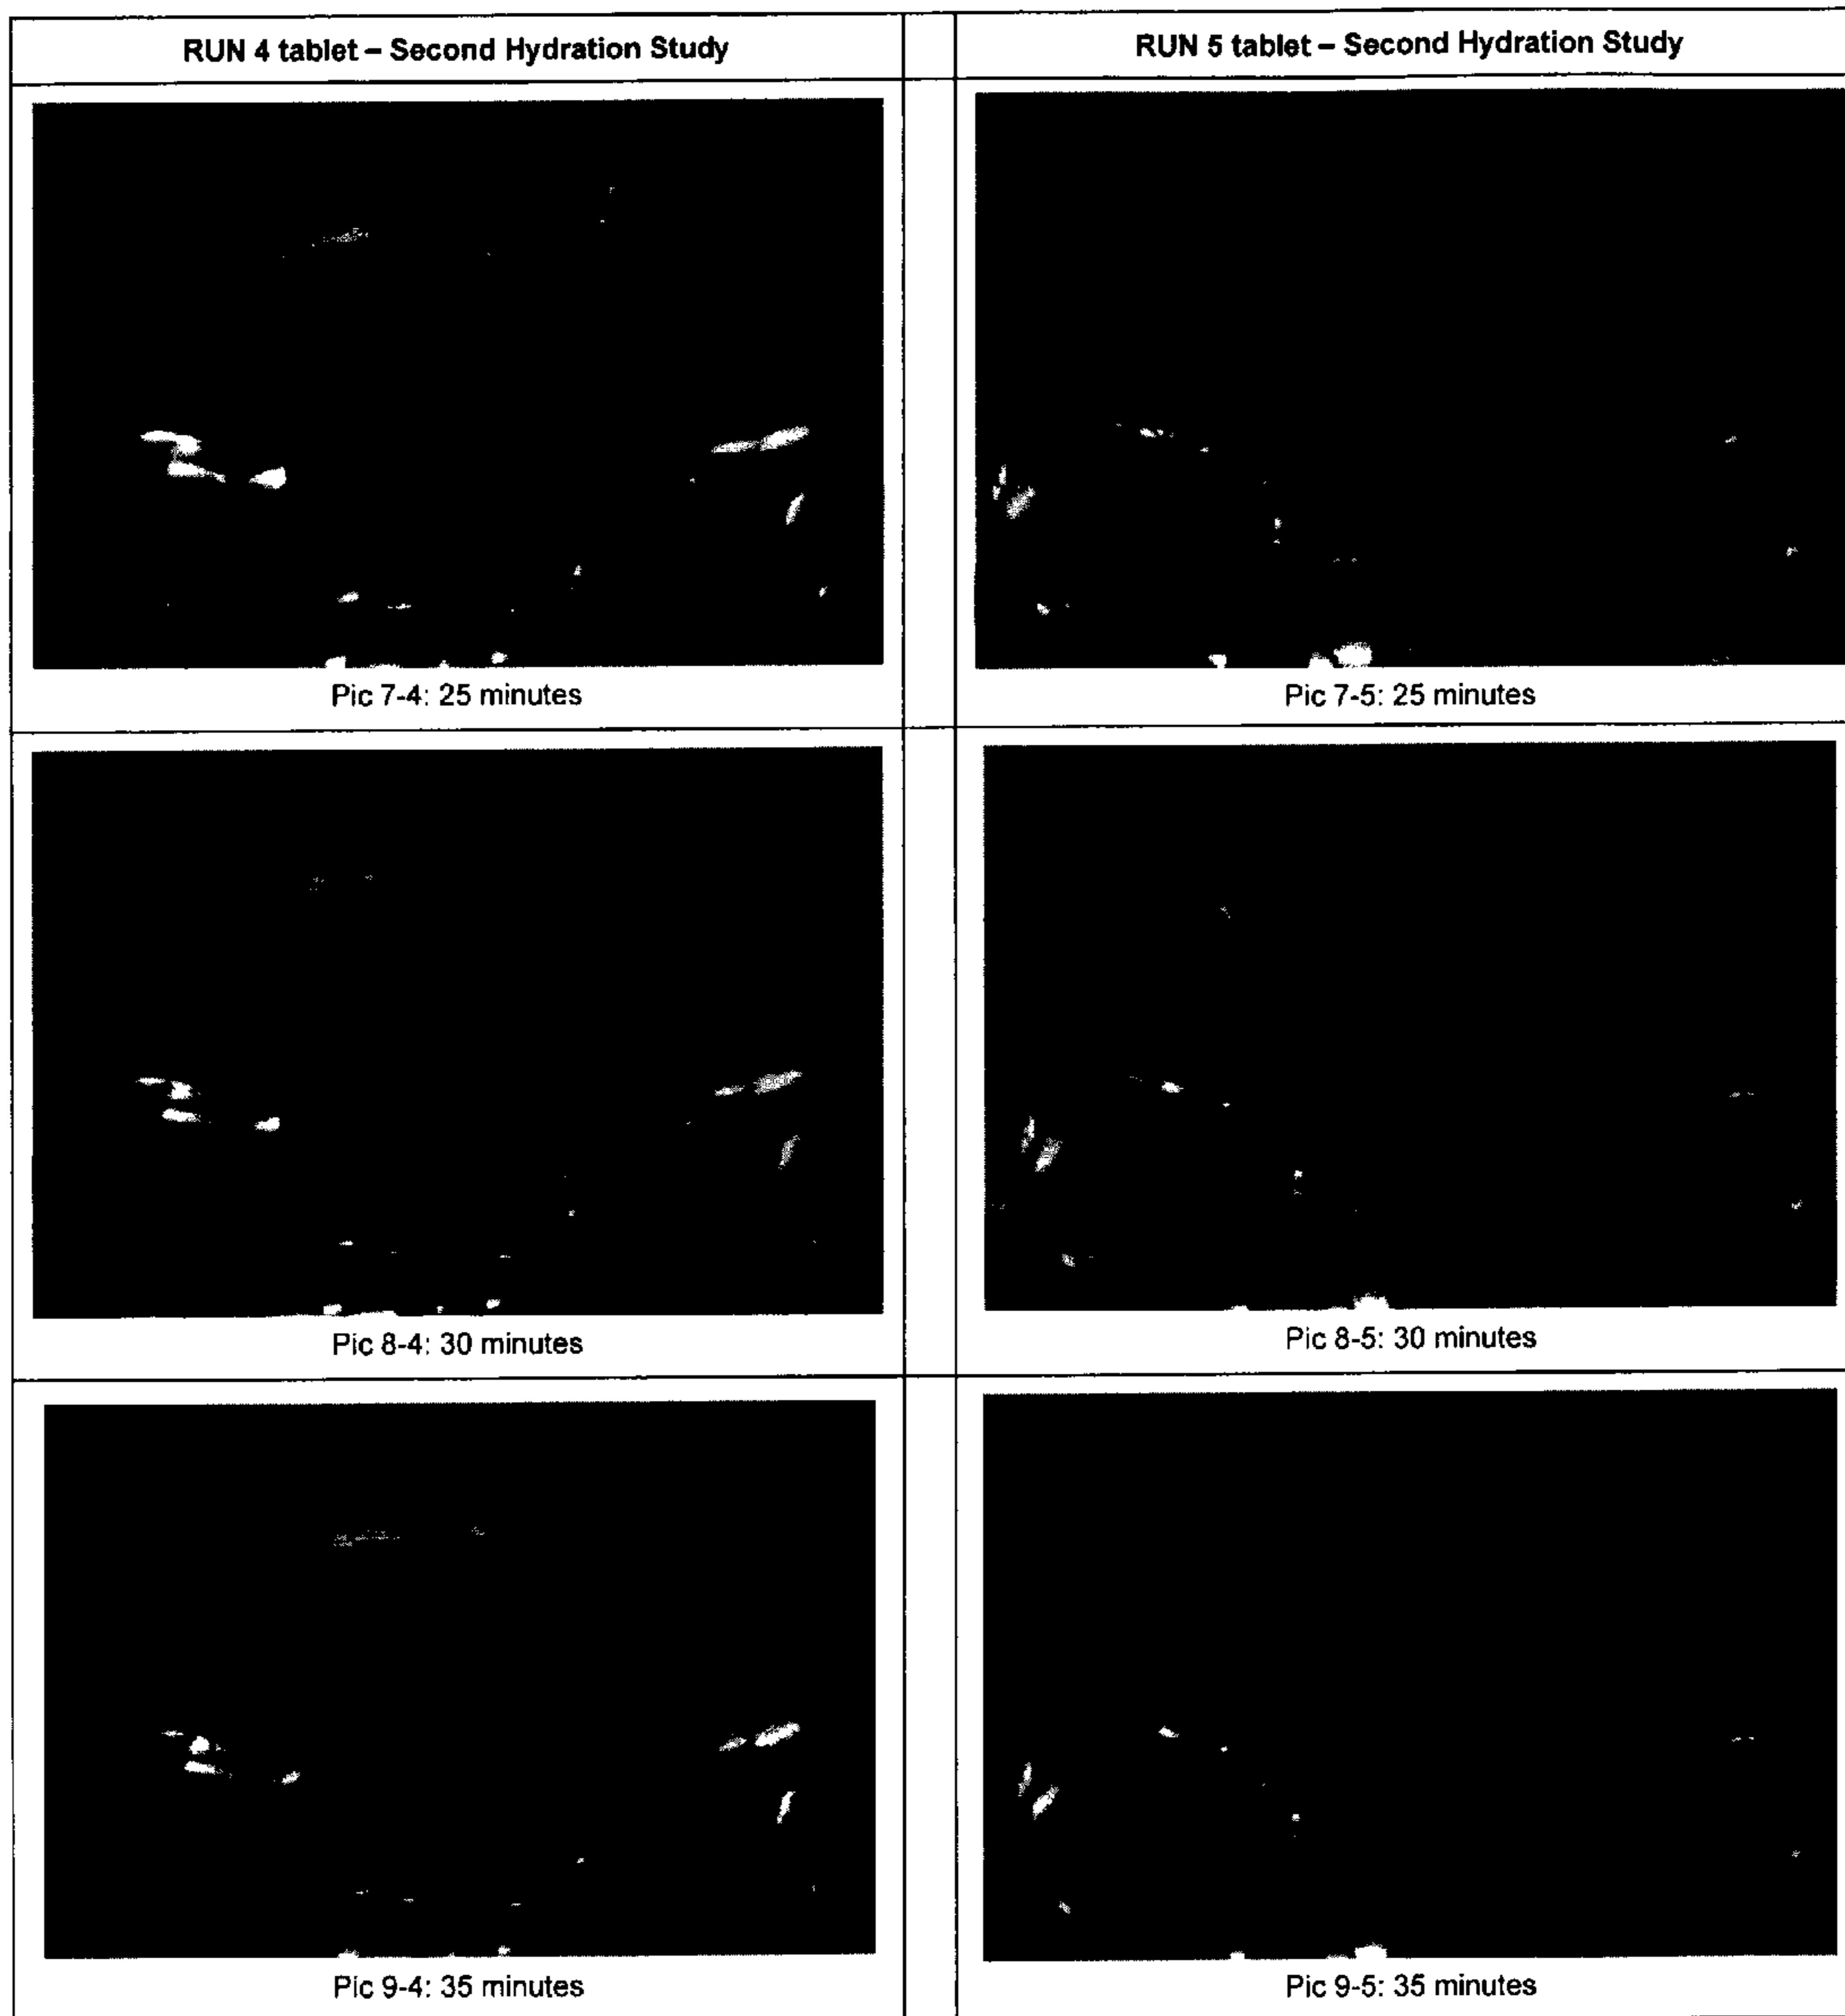 RUN 4 tablet – Second Hydration Study
RUN 5 tablet – Second Hydration Study
Pic 7-4: 25 minutes
Pic 7-5: 25 minutes
Pic 8-4: 30 minutes
Pic 8-5: 30 minutes
Pic 9-4: 35 minutes
Pic 9-5: 35 minutes